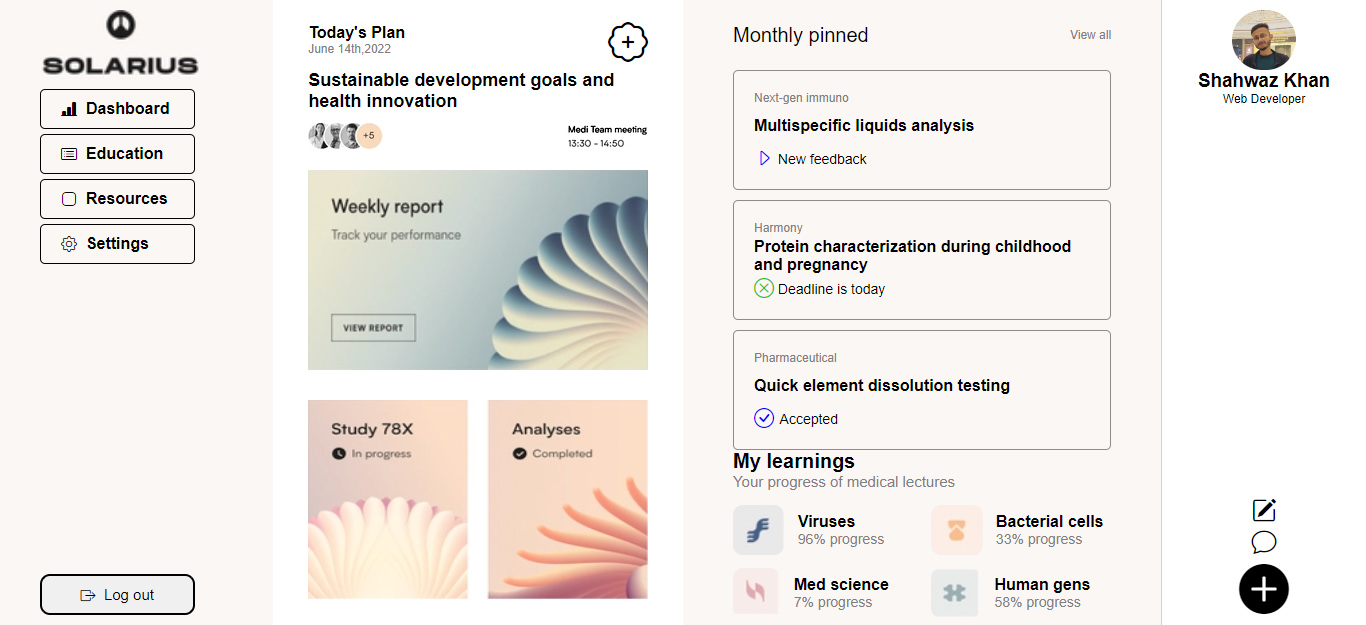 SOLARIUS
Dashboard
Education
Resources
Settings
Log out
Today's Plan
June 14th,2022
Sustainable development goals and
health innovation
+5
Medi Team meeting
13:30 - 14:50
Weekly report
Track your performance
VIEW REPORT
Study 78X
In progress
Analyses
Completed
Monthly pinned
View all
Next-gen immuno
Multispecific liquids analysis
New feedback
Harmony
Protein characterization during childhood
and pregnancy
Deadline is today
Pharmaceutical
Quick element dissolution testing
Accepted
My learnings
Your progress of medical lectures
Viruses
96% progress
Bacterial cells
33% progress
Med science
7% progress
Human gens
58% progress
Shahwaz Khan
Web Developer